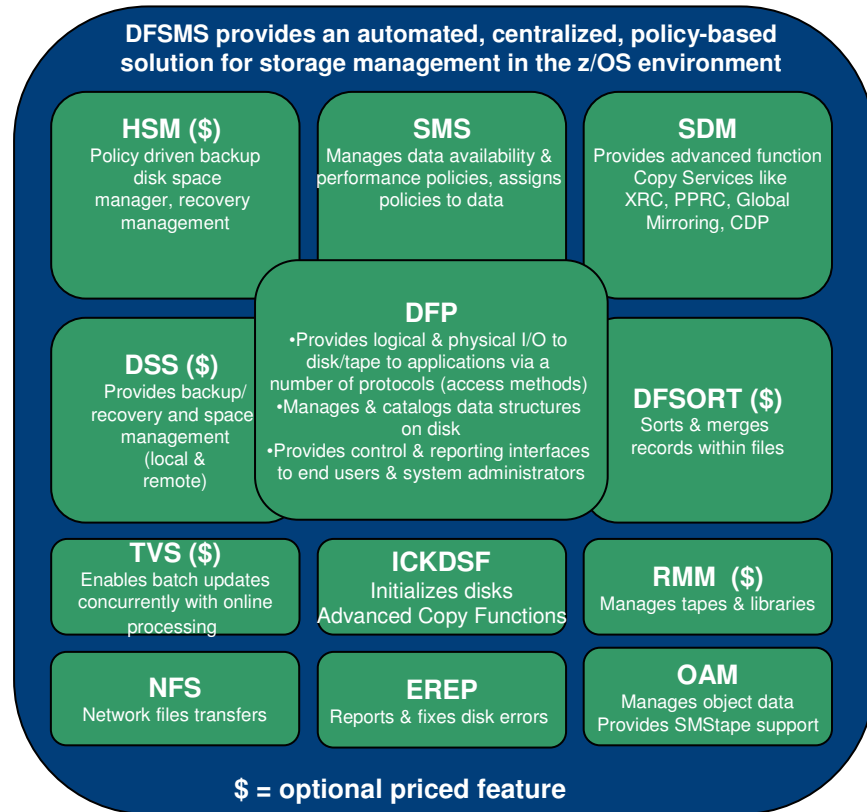 DFSMS provides an automated, centralized, policy-based
solution for storage management in the z/OS environment
HSM ($)
Policy driven backup
disk space
manager, recovery
management
SMS
Manages data availability &
performance policies, assigns
policies to data
SDM
Provides advanced function
Copy Services like
XRC, PPRC, Global
Mirroring, CDP
DFP
•Provides logical & physical I/O to
disk/tape to applications via a
number of protocols (access methods)
•Manages & catalogs data structures
on disk
•Provides control & reporting interfaces
to end users & system administrators
DSS ($)
Provides backup/
recovery and space
management
(local &
remote)
DFSORT ($)
Sorts & merges
records within files
TVS ($)
Enables batch updates
concurrently with online
processing
ICKDSF
Initializes disks
Advanced Copy Functions
RMM ($)
Manages tapes & libraries
NFS
Network files transfers
EREP
Reports & fixes disk errors
OAM
Manages object data
Provides SMStape support
$ = optional priced feature